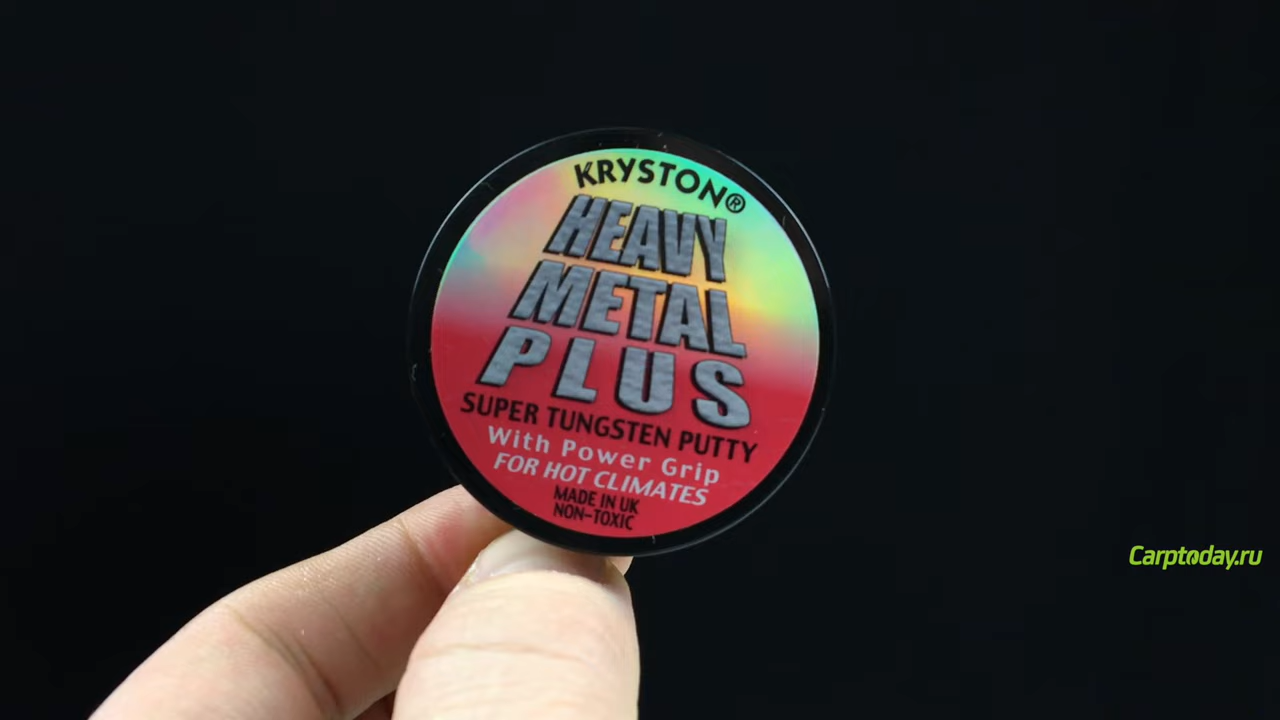 KRYSTON®
HEAVY
METAL
PLUS
SUPER TUNGSTEN PUTTY
With Power Grip
FOR HOT CLIMATES
MADE IN UK
NON-TOXIC
Carptoday.ru